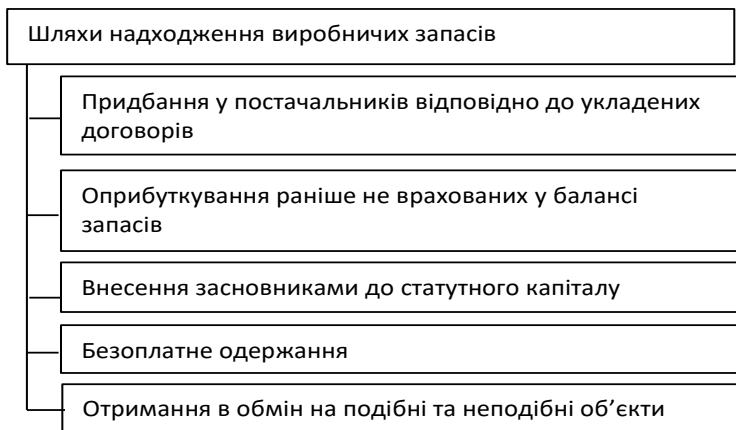 Шляхи надходження виробничих запасів
Придбання у постачальників відповідно до укладених
договорів
Оприбуткування раніше не врахованих у балансі
запасів
Внесення засновниками до статутного капіталу
Безоплатне одержання
Отримання в обмін на подібні та неподібні об’єкти